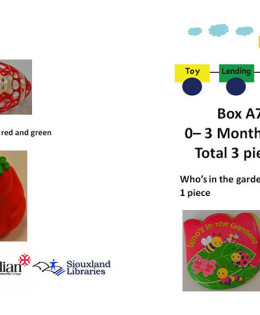 red and green
Siouxland
Libraries
Toy
Lending
Box A7
0– 3 Month
Total 3 pie
Who's in the garde
1 piece
Who's in the Garden?